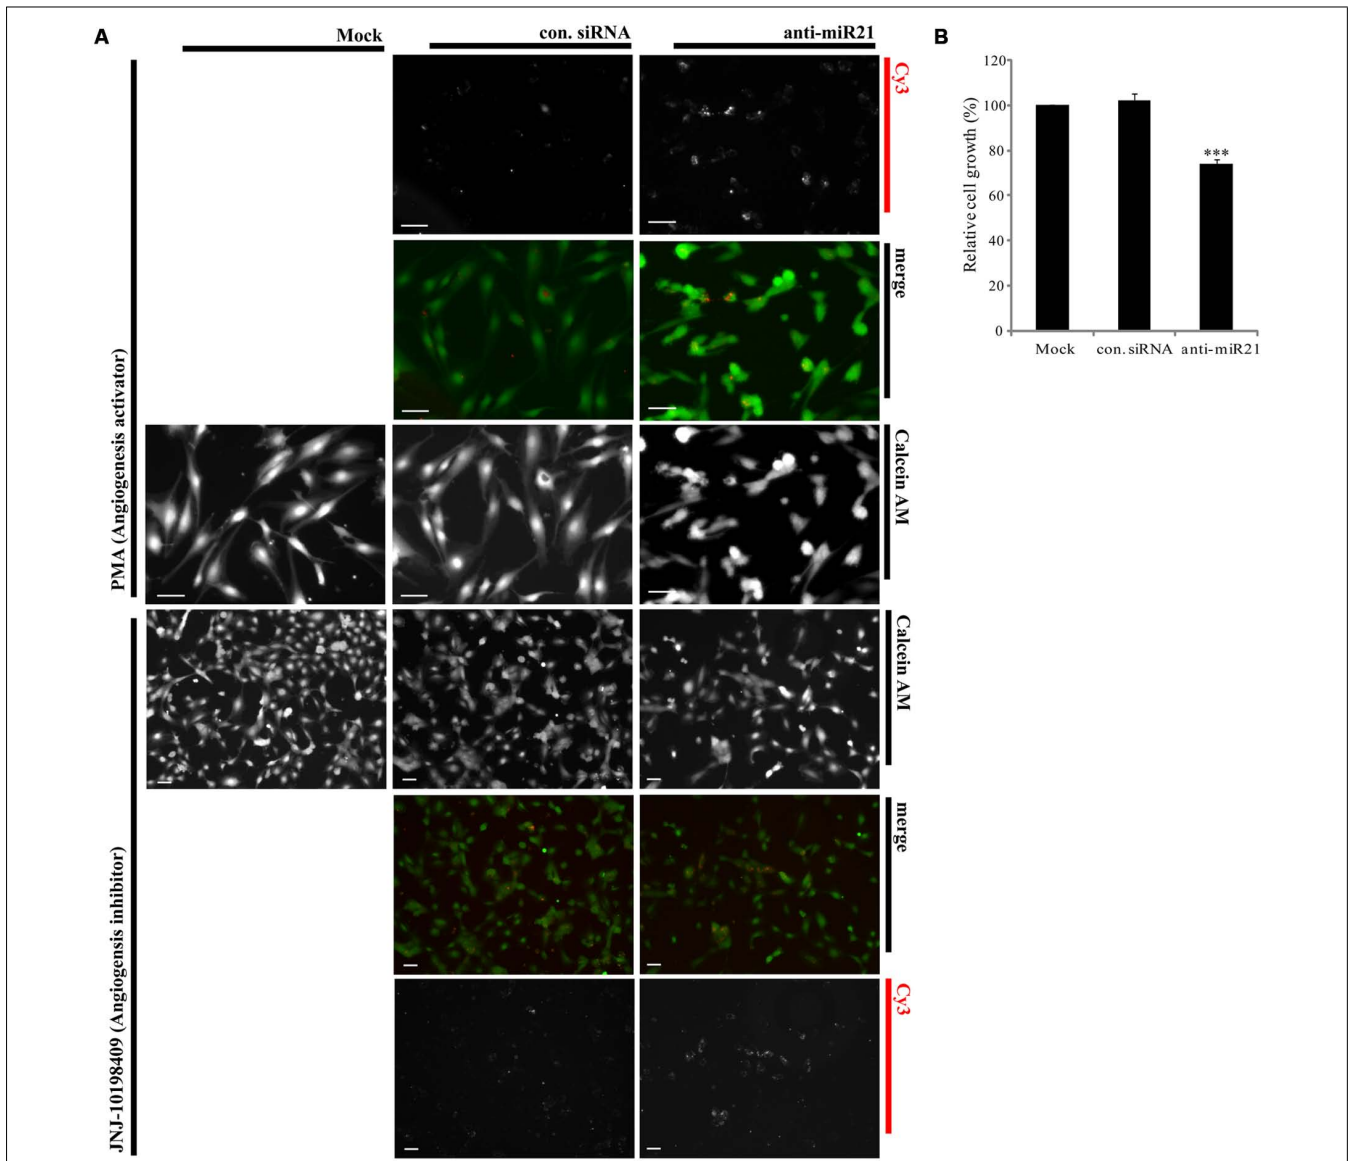 A
Mock
con. siRNA
anti-miR21
Cy3
merge
Calcein AM
PMA (Angiogenesis activator)
Calcein AM
merge
Cy3
JNJ-10198409 (Angiogensis inhibitor)
B
Relative cell growth (%)
120
100
80
60
40
20
0
***
Mock
con. siRNA
anti-miR21